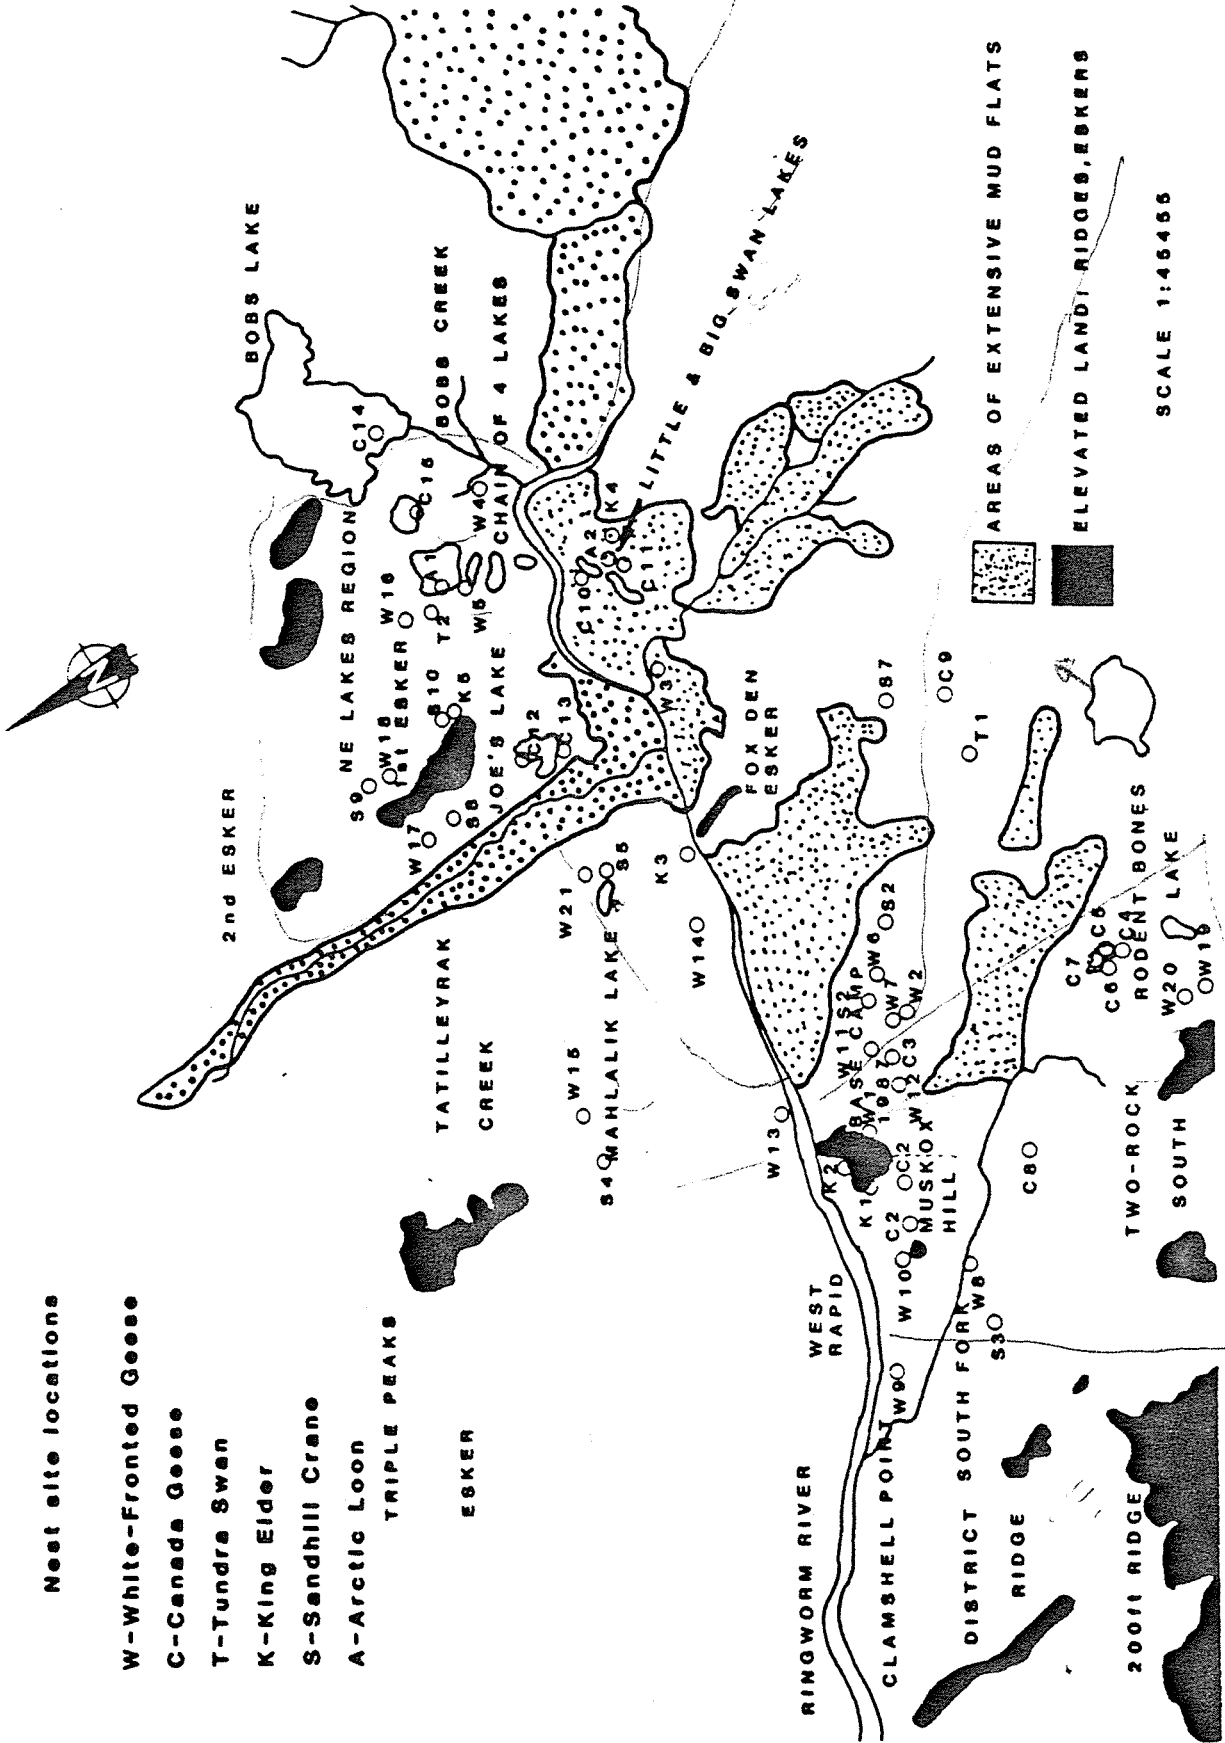 Nest site locations
W-White-Fronted Geese
C-Canada Geese
T-Tundra Swan
K-King Eider
S-Sandhill Crane
A-Arctic Loon
TRIPLE PEAKS
ESKER
2nd ESKER
NE LAKES REGION
BOBS LAKE
C14
C15
BOBS CREEK
W4
CHAIN OF 4 LAKES
S9
W18
1st ESKER
W16
S10
K5
T2
W5
W17
S8
JOE'S LAKE
C12
C13
TATILLEYRAK
CREEK
W21
S5
MAHLALIK LAKE
S4
W15
C10
A2
K4
C11
LITTLE & BIG SWAN LAKES
W3
K3
FOX DEN
ESKER
W14
W13
S7
C9
T1
S2
W6
W7
W2
W11
S2
BASE CAMP
1987
C3
W12
K2
K1
C2
C2
MUSKOX
HILL
W10
WEST
RAPID
W9
W8
S3
C8
C7
C6
C5
C4
RODENT BONES
LAKE
W20
W19
TWO-ROCK
SOUTH
RINGWORM RIVER
CLAMSHELL POINT
SOUTH FORK
DISTRICT
RIDGE
200ft RIDGE
AREAS OF EXTENSIVE MUD FLATS
ELEVATED LAND: RIDGES, ESKERS
SCALE 1:45455
N